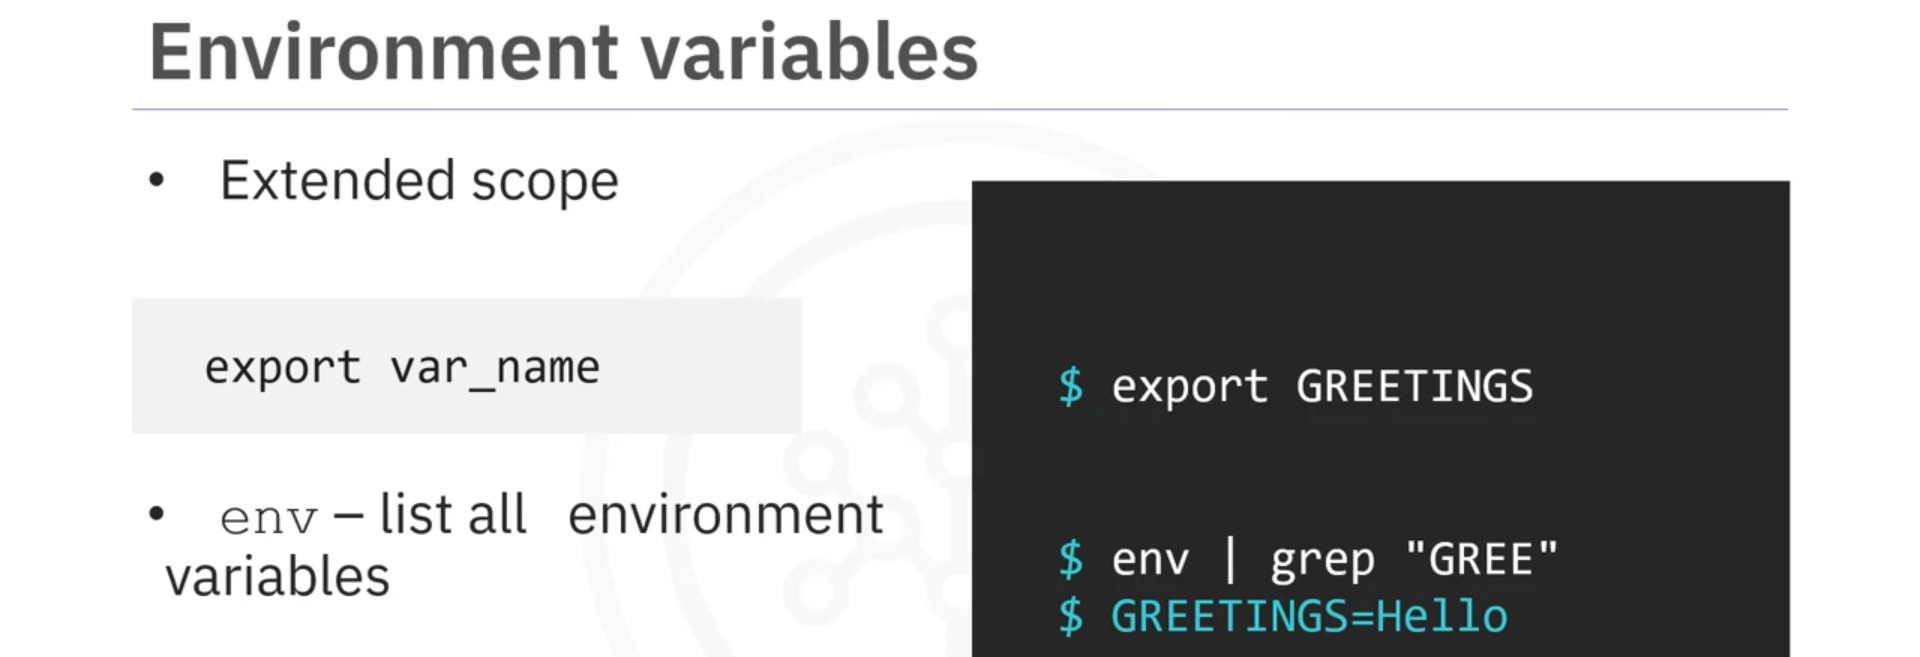 Environment variables
• Extended scope
export var_name
• env – list all environment
variables
$ export GREETINGS
$ env | grep "GREE"
$ GREETINGS=Hello